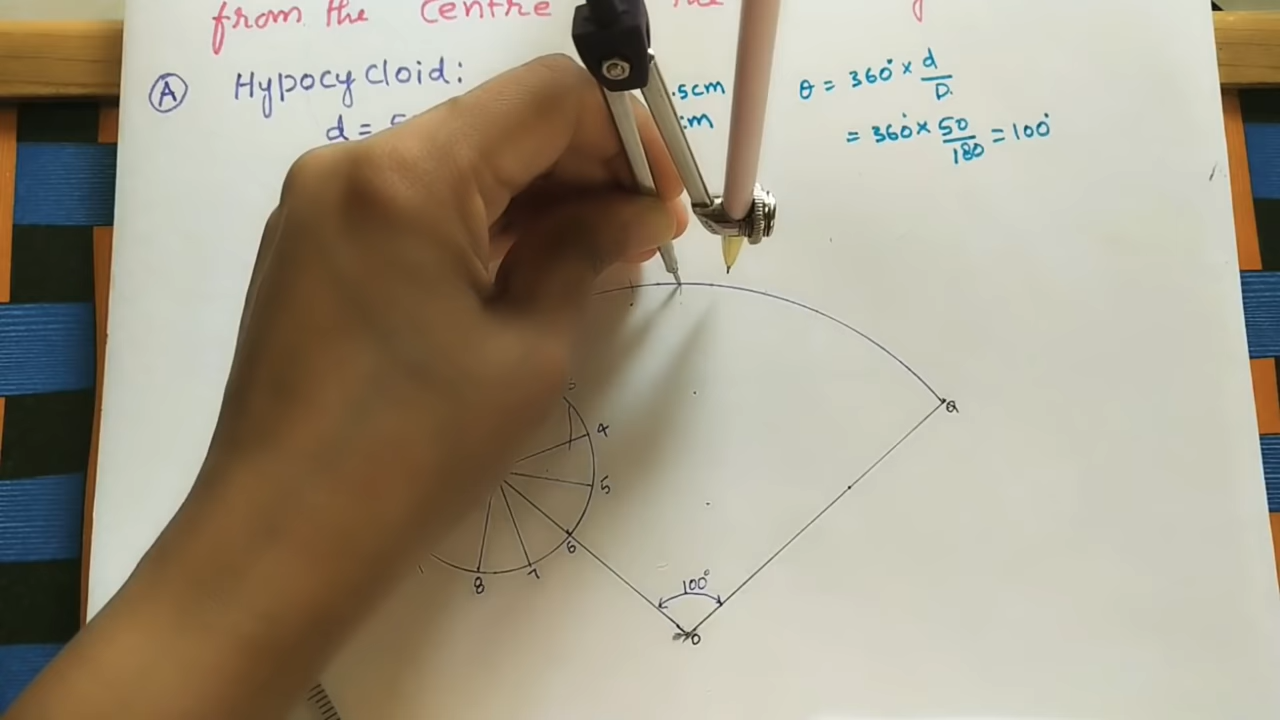 from the Centre
Ⓐ Hypocycloid:
.5cm
θ = 360° × d/D.
d =
cm
= 360° × 50/180 = 100°
4
Q
5
6
7
8
100°
O